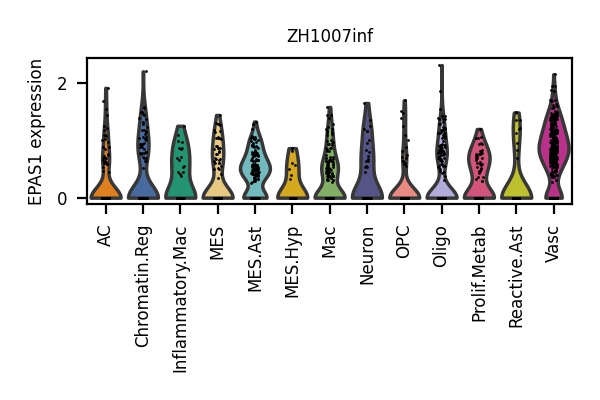 ZH1007inf
EPAS1 expression
2
0
AC
Chromatin.Reg
Inflammatory.Mac
MES
MES.Ast
MES.Hyp
Mac
Neuron
OPC
Oligo
Prolif.Metab
Reactive.Ast
Vasc